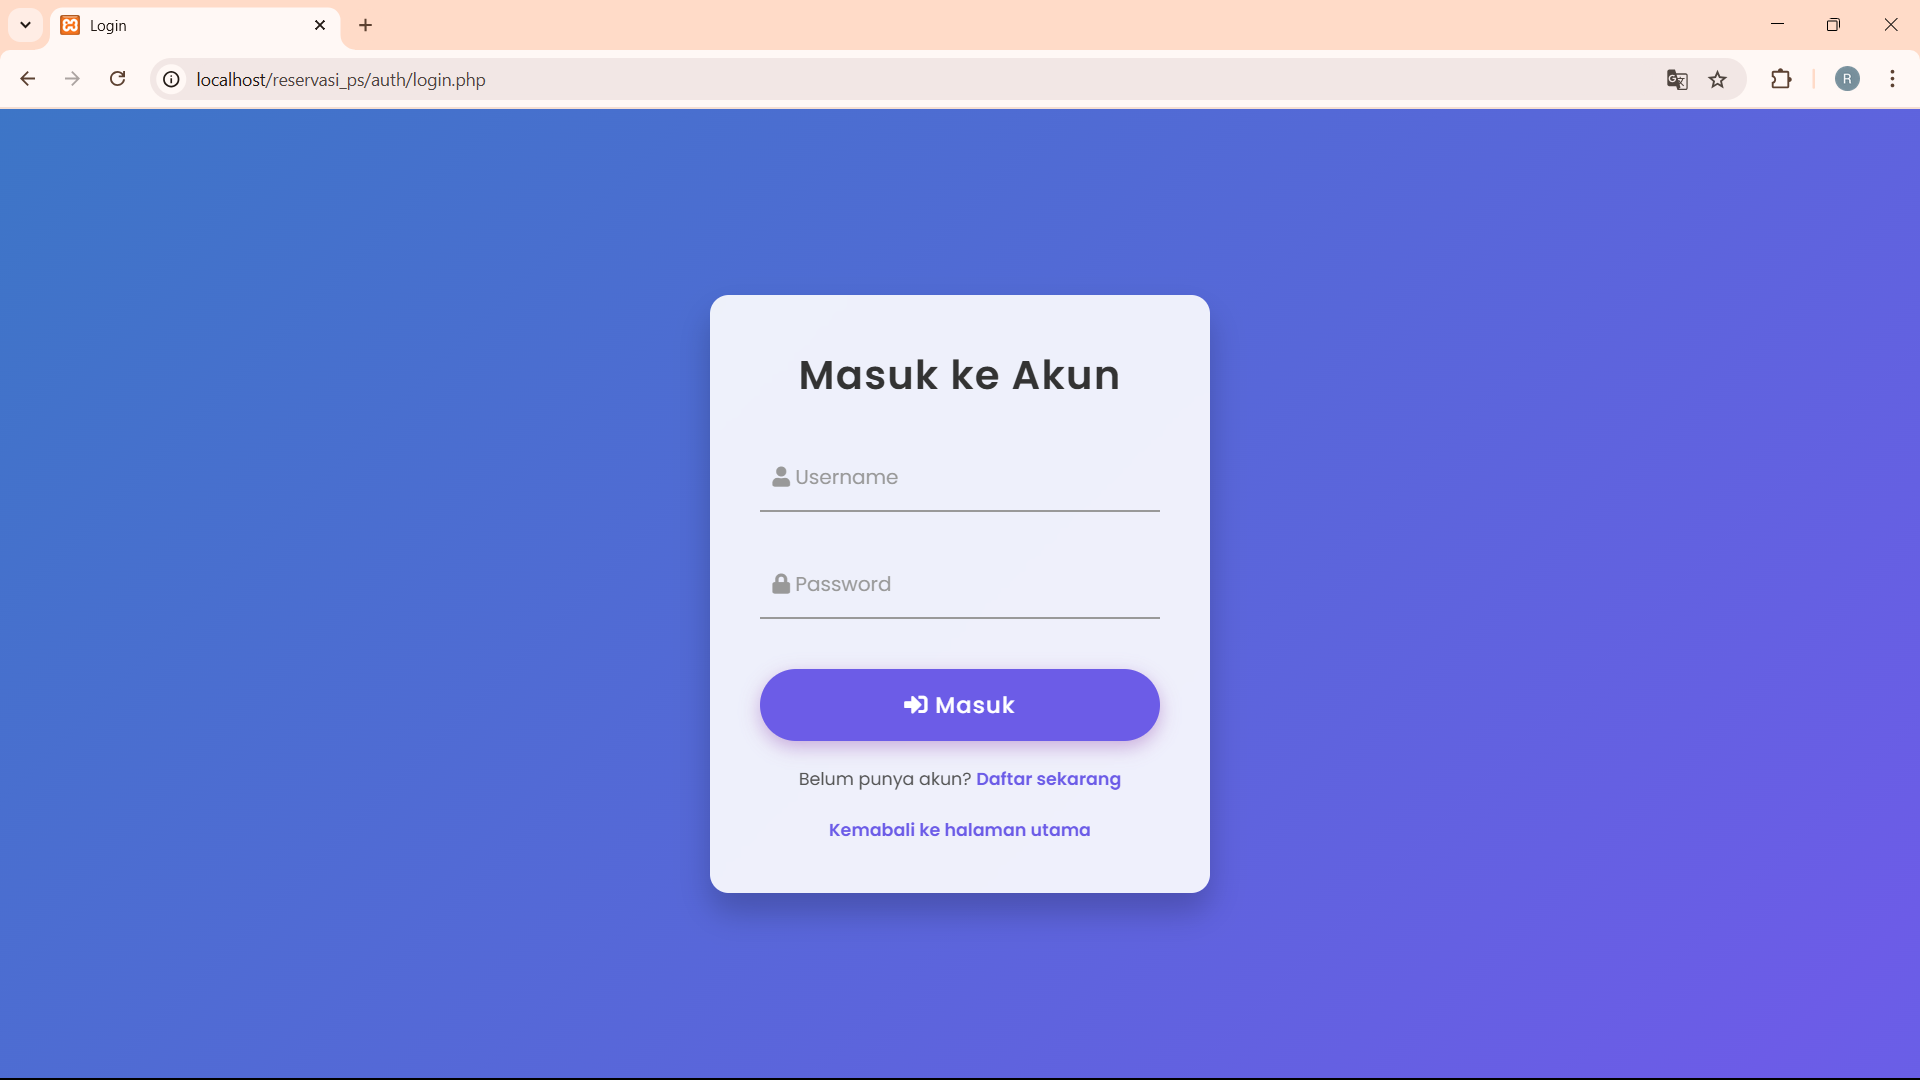 Login
localhost/reservasi_ps/auth/login.php
R
Masuk ke Akun
Username
Password
Masuk
Belum punya akun? Daftar sekarang
Kemabali ke halaman utama